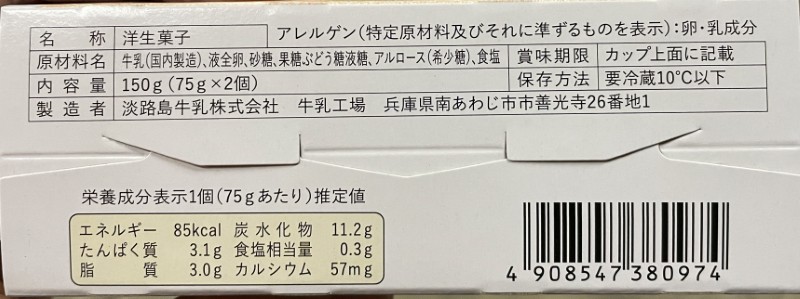 アレルゲン(特定原材料及びそれに準ずるものを表示):卵・乳成分
名称 洋生菓子
原材料名 牛乳(国内製造)、液全卵、砂糖、果糖ぶどう糖液糖、アルロース(希少糖)、食塩 賞味期限 カップ上面に記載
内容量 150g(75g×2個) 保存方法 要冷蔵10℃以下
製造者 淡路島牛乳株式会社 牛乳工場 兵庫県南あわじ市市善光寺26番地1
栄養成分表示1個(75gあたり)推定値
エネルギー 85kcal 炭水化物 11.2g
たんぱく質 3.1g 食塩相当量 0.3g
脂質 3.0g カルシウム 57mg
4 908547 380974